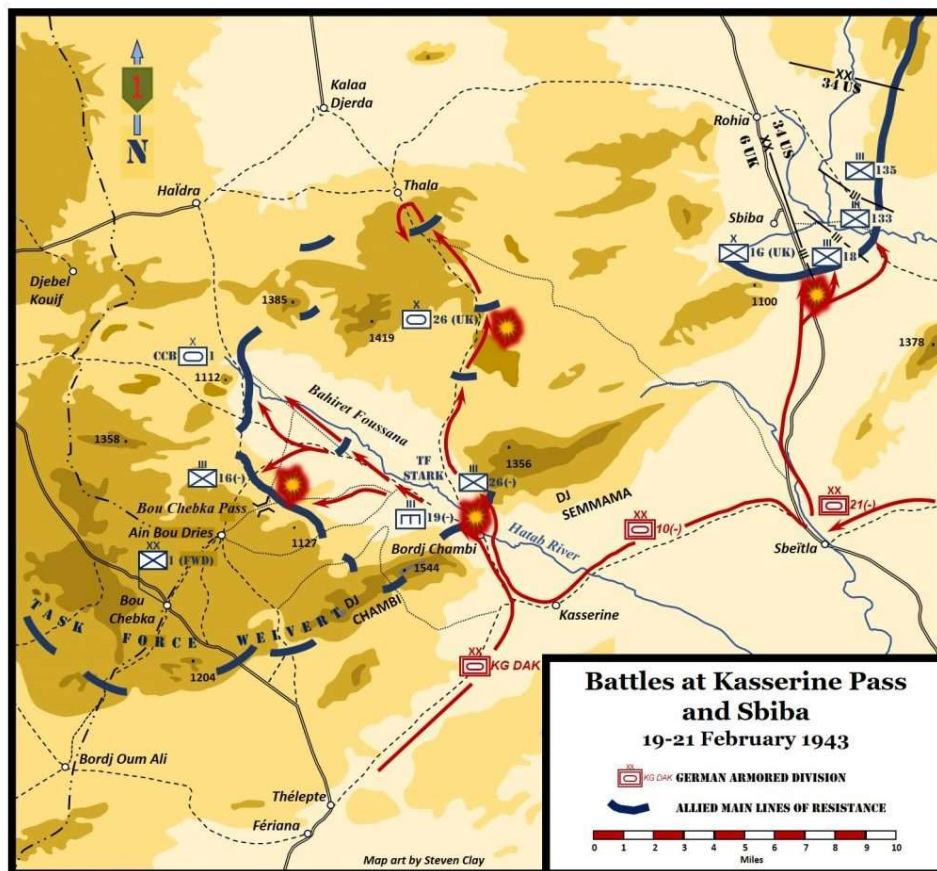 1
N
Kalaa
Djerda
XX
34 US
Rohia
34 US
XX
6 UK
III
135
III
133
Haïdra
Thala
Sbiba
X
1G (UK)
III
18
III
III
III
Djebel
Kouif
1385
1419
X
26 (UK)
1100
1378
X
CCB 1
1112
Bahiret Foussana
1358
TF
STARK
1356
III
26(-)
III
16(-)
DJ
SEMMAMA
XX
21(-)
Bou Chebka Pass
III
19(-)
XX
10(-)
Ain Bou Dries
1127
Bordj Chambi
Hatab River
Sbeïtla
XX
1 (FWD)
1544
Bou
Chebka
DJ
CHAMBI
Kasserine
TASK FORCE WELVERT
XX
KG DAK
1204
Bordj Oum Ali
Thélepte
Fériana
Map art by Steven Clay
Battles at Kasserine Pass
and Sbiba
19-21 February 1943
XX
KG DAK GERMAN ARMORED DIVISION
ALLIED MAIN LINES OF RESISTANCE
0 1 2 3 4 5 6 7 8 9 10
Miles